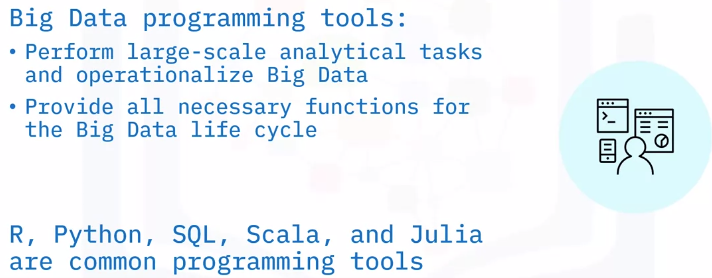 Big Data programming tools:
• Perform large-scale analytical tasks
and operationalize Big Data
• Provide all necessary functions for
the Big Data life cycle
R, Python, SQL, Scala, and Julia
are common programming tools